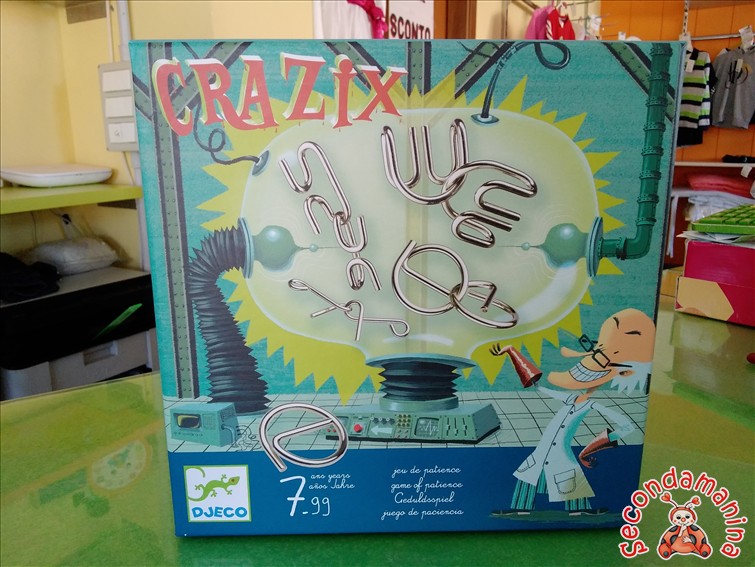 SCONTO
CRAZiX
DJECO
7-99
ans years
años Jahre
jeu de patience
game of patience
Geduldsspiel
juego de paciencia
secondamanina